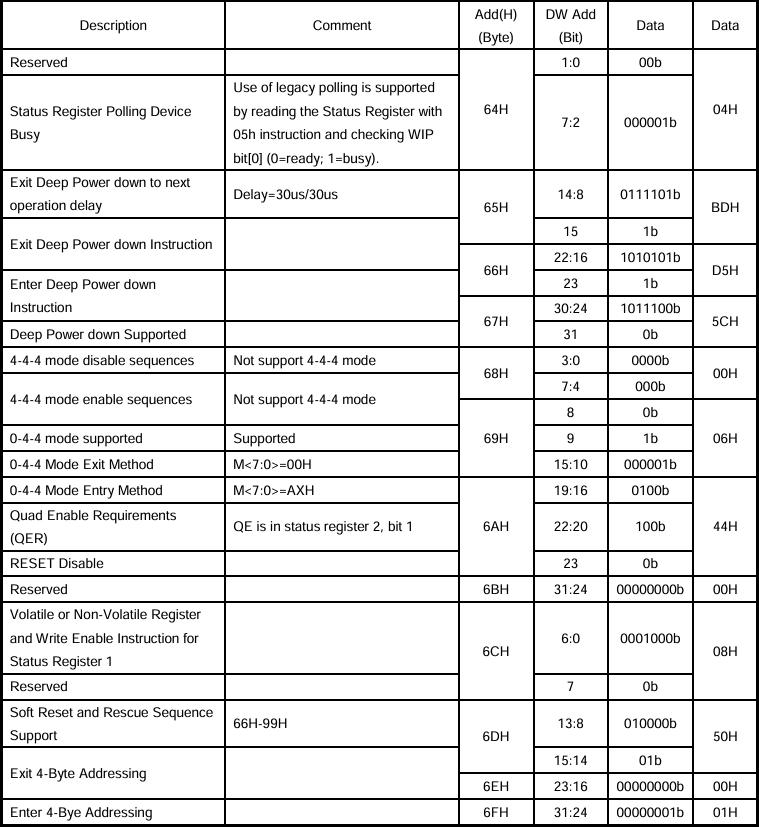 Description Comment Add(H) (Byte) DW Add (Bit) Data Data
Reserved 64H 1:0 00b 04H
Status Register Polling Device
Busy
Use of legacy polling is supported
by reading the Status Register with
05h instruction and checking WIP
bit[0] (0=ready; 1=busy).
7:2 000001b
Exit Deep Power down to next
operation delay
Delay=30us/30us 65H 14:8 0111101b BDH
Exit Deep Power down Instruction 15 1b
66H 22:16 1010101b D5H
Enter Deep Power down
Instruction
23 1b
67H 30:24 1011100b 5CH
Deep Power down Supported 31 0b
4-4-4 mode disable sequences Not support 4-4-4 mode 68H 3:0 0000b 00H
4-4-4 mode enable sequences Not support 4-4-4 mode 7:4 000b
69H 8 0b 06H
0-4-4 mode supported Supported 9 1b
0-4-4 Mode Exit Method M<7:0>=00H 15:10 000001b
0-4-4 Mode Entry Method M<7:0>=AXH 6AH 19:16 0100b 44H
Quad Enable Requirements
(QER)
QE is in status register 2, bit 1 22:20 100b
RESET Disable 23 0b
Reserved 6BH 31:24 00000000b 00H
Volatile or Non-Volatile Register
and Write Enable Instruction for
Status Register 1
6CH 6:0 0001000b 08H
Reserved 7 0b
Soft Reset and Rescue Sequence
Support
66H-99H 6DH 13:8 010000b 50H
Exit 4-Byte Addressing 15:14 01b
6EH 23:16 00000000b 00H
Enter 4-Bye Addressing 6FH 31:24 00000001b 01H